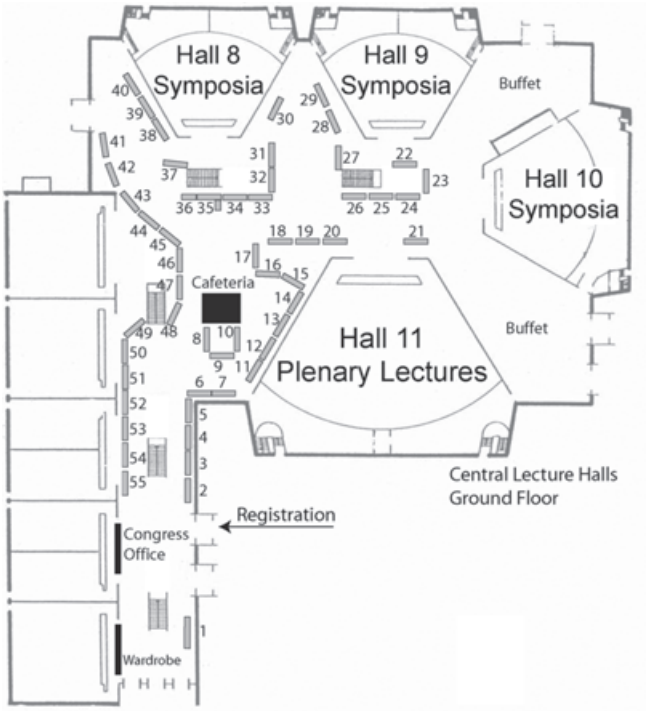 Hall 8
Symposia
Hall 9
Symposia
Buffet
40
39
38
30
29
28
41
42
37
31
32
27
22
23
Hall 10
Symposia
43
36 35 34 33
26 25 24
44
45
18 19 20
21
46
17
16
15
47
Cafeteria
14
13
48
49
8
10
12
Hall 11
Plenary Lectures
Buffet
50
9
11
51
6 7
52
5
53
4
54
3
55
2
Central Lecture Halls
Ground Floor
Registration
Congress
Office
1
Wardrobe